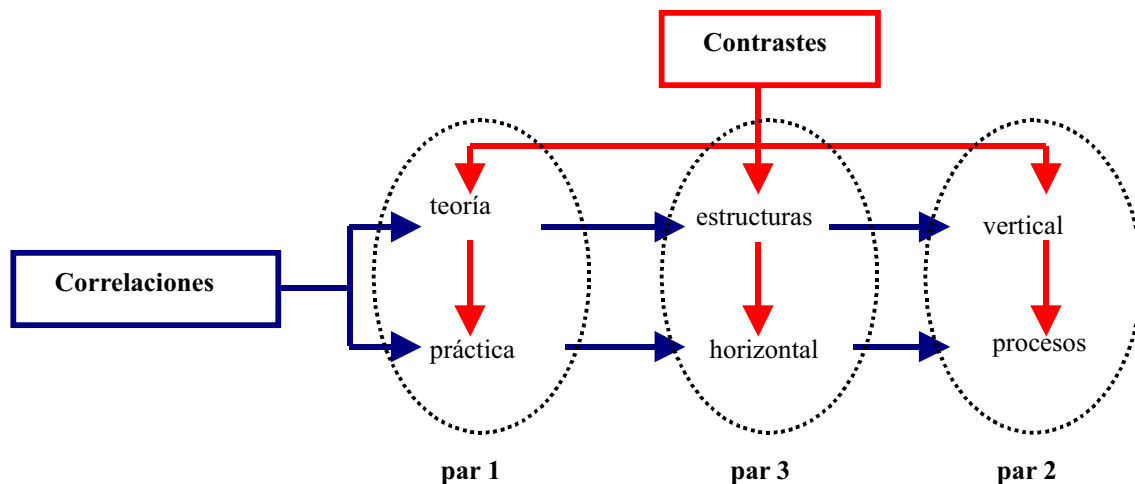 Contrastes
teoría
estructuras
vertical
Correlaciones
práctica
horizontal
procesos
par 1
par 3
par 2